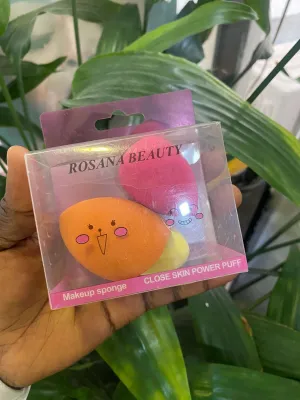 ROSANA BEAUTY
Makeup sponge
CLOSE SKIN POWER PUFF